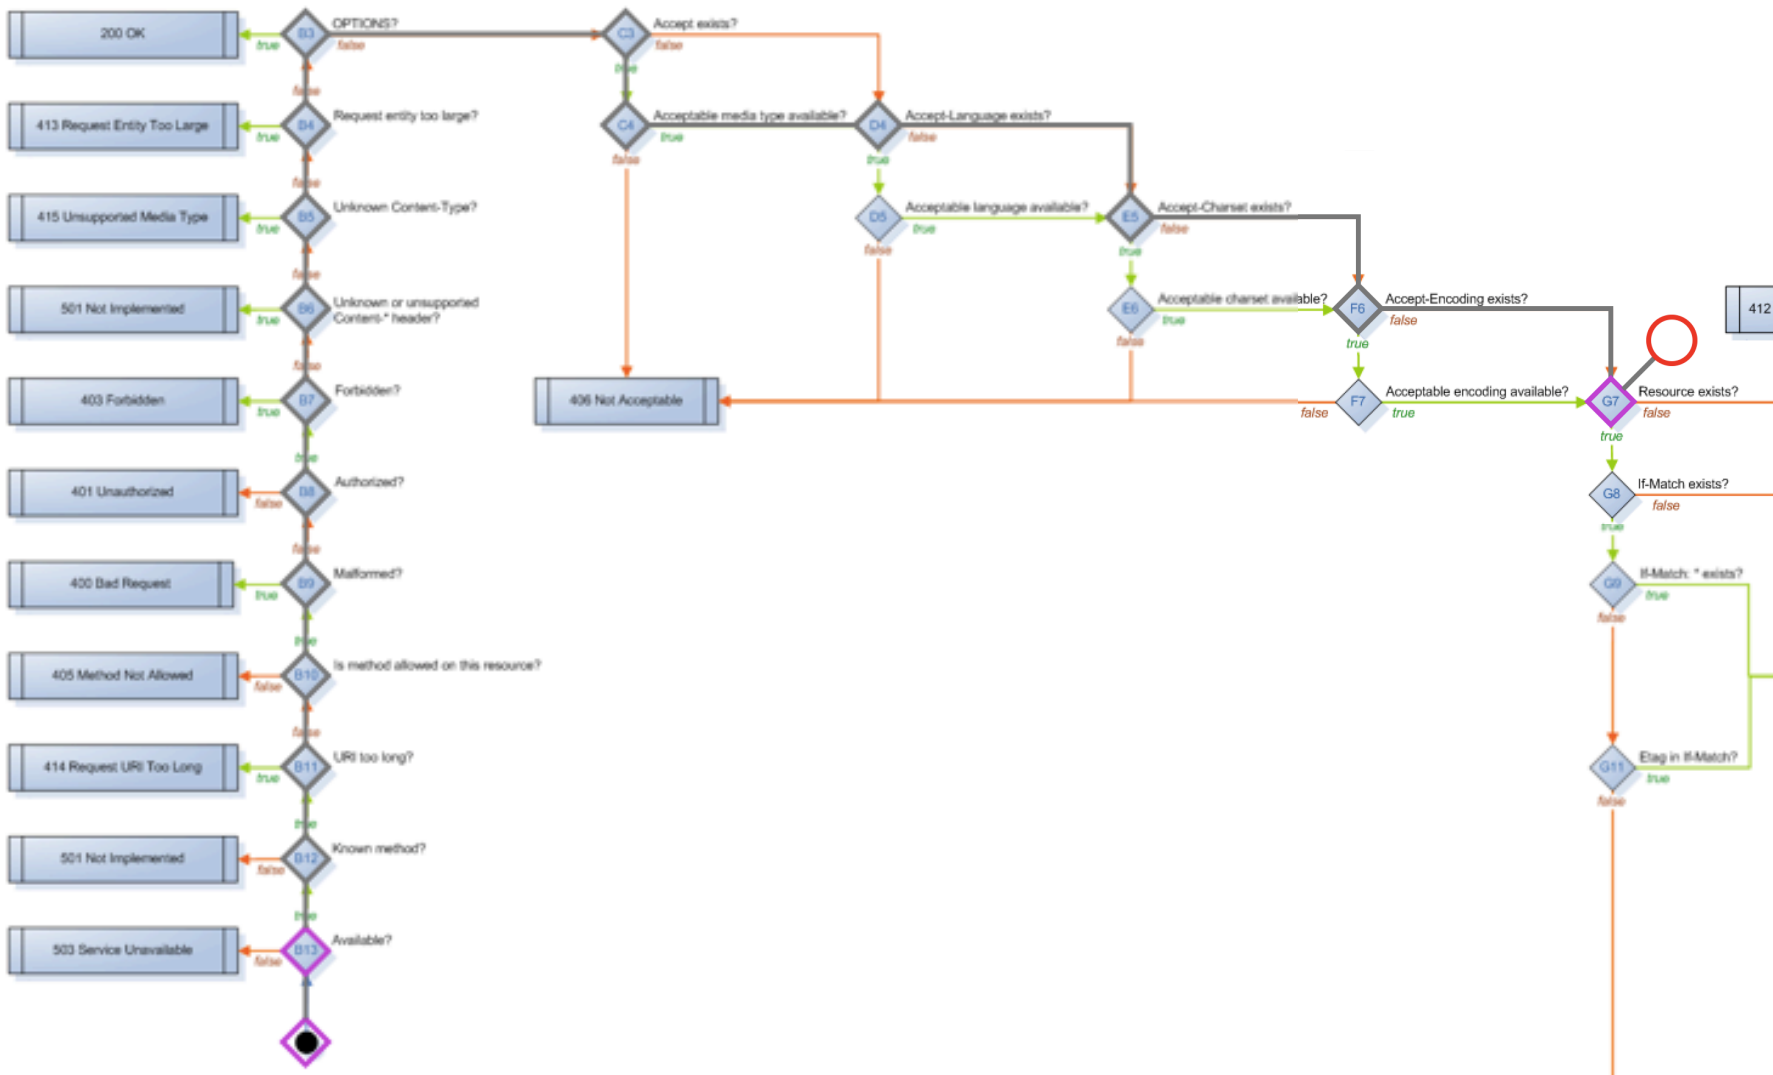 200 OK
true
B3
OPTIONS?
false
C3
Accept exists?
false
true
false
413 Request Entity Too Large
true
B4
Request entity too large?
C4
Acceptable media type available?
true
false
D4
Accept-Language exists?
false
true
false
415 Unsupported Media Type
true
B5
Unknown Content-Type?
D5
Acceptable language available?
true
false
E5
Accept-Charset exists?
false
true
false
501 Not Implemented
true
B6
Unknown or unsupported
Content-* header?
E6
Acceptable charset available?
true
false
F6
Accept-Encoding exists?
false
true
412
false
403 Forbidden
true
B7
Forbidden?
406 Not Acceptable
false
F7
Acceptable encoding available?
true
G7
Resource exists?
false
true
true
401 Unauthorized
false
B8
Authorized?
G8
If-Match exists?
false
true
false
400 Bad Request
true
B9
Malformed?
G9
If-Match: * exists?
true
false
true
405 Method Not Allowed
false
B10
Is method allowed on this resource?
false
414 Request URI Too Long
true
B11
URI too long?
G11
Etag in If-Match?
true
false
true
501 Not Implemented
false
B12
Known method?
true
503 Service Unavailable
false
B13
Available?